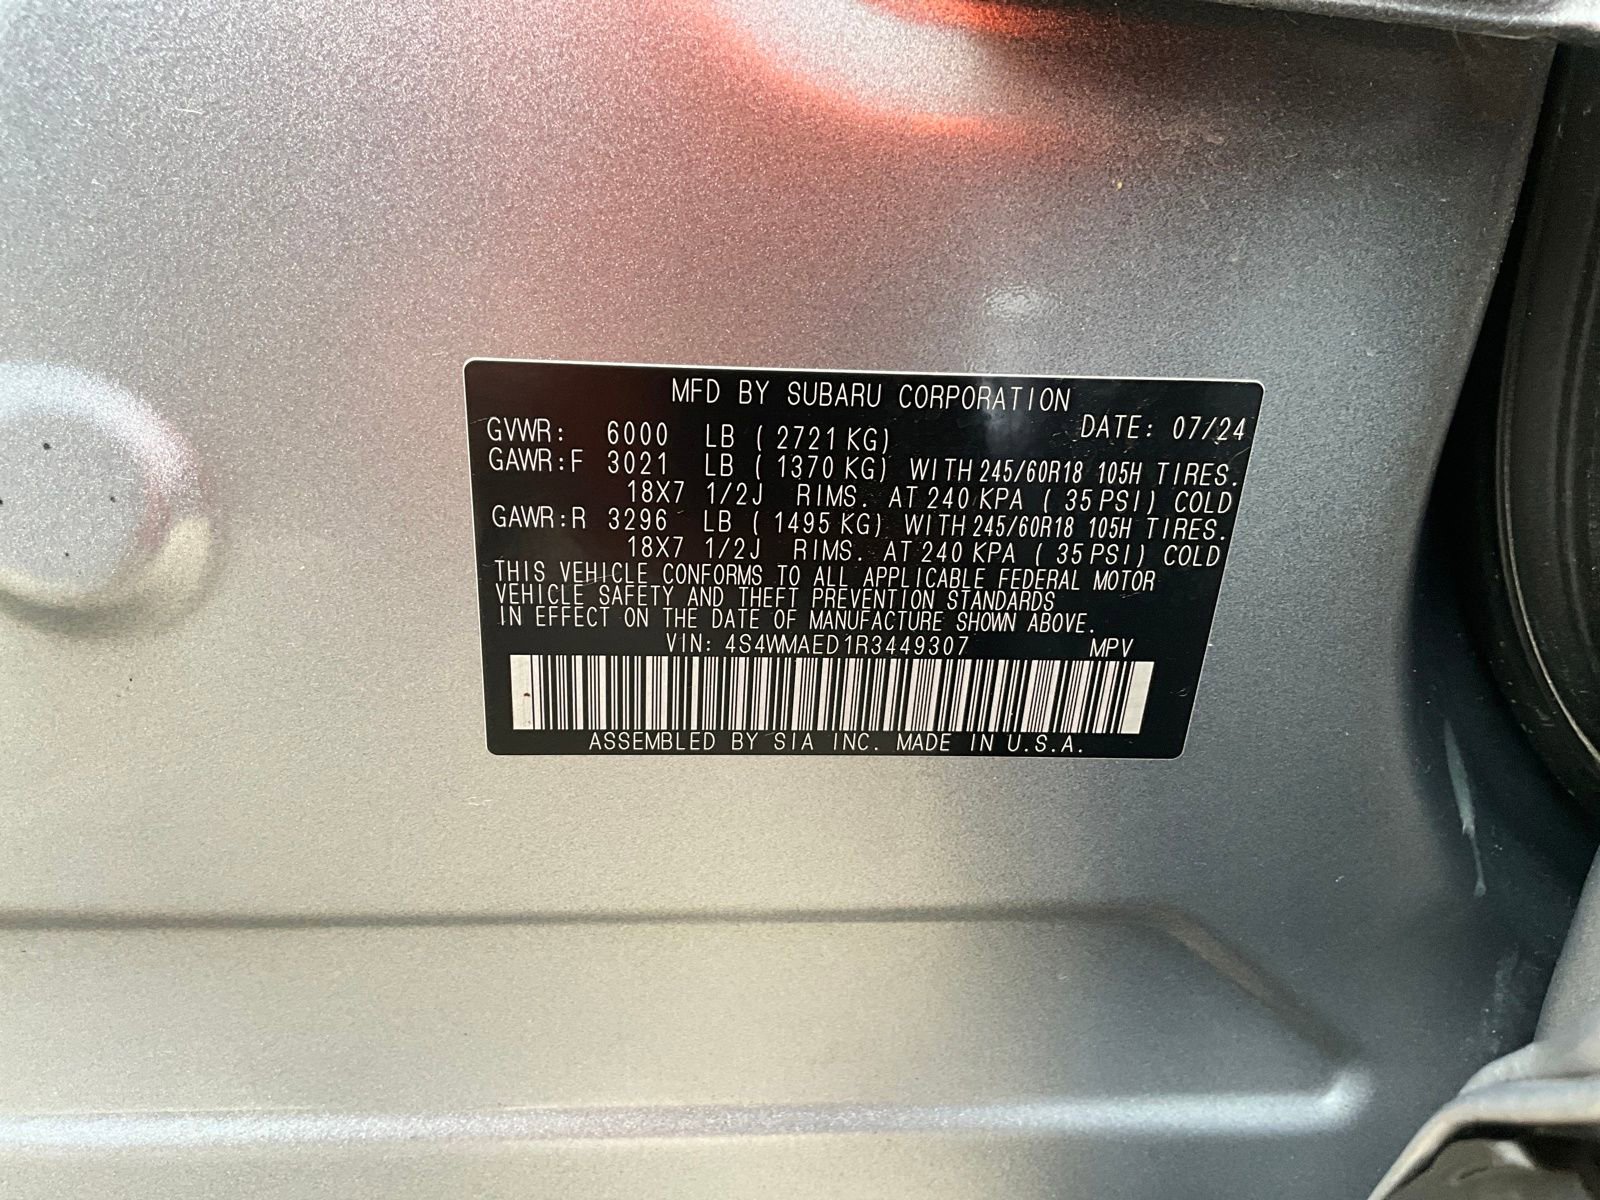 MFD BY SUBARU CORPORATION
DATE: 07/24
GVWR: 6000 LB ( 2721 KG)
GAWR:F 3021 LB ( 1370 KG) WITH 245/60R18 105H TIRES.
18X7 1/2J RIMS. AT 240 KPA ( 35 PSI) COLD
GAWR:R 3296 LB ( 1495 KG) WITH 245/60R18 105H TIRES.
18X7 1/2J RIMS. AT 240 KPA ( 35 PSI) COLD
THIS VEHICLE CONFORMS TO ALL APPLICABLE FEDERAL MOTOR
VEHICLE SAFETY AND THEFT PREVENTION STANDARDS
IN EFFECT ON THE DATE OF MANUFACTURE SHOWN ABOVE.
VIN: 4S4WMAED1R3449307 MPV
ASSEMBLED BY SIA INC. MADE IN U.S.A.